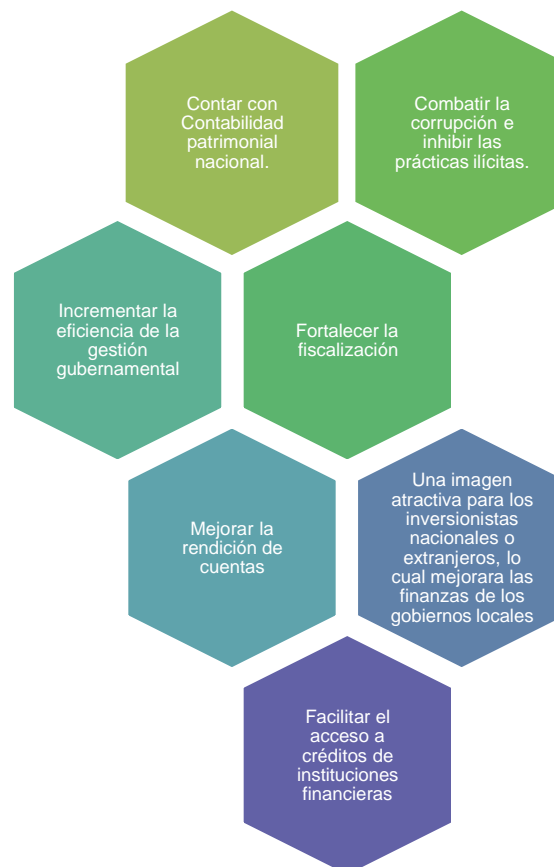 Contar con
Contabilidad
patrimonial
nacional.
Combatir la
corrupción e
inhibir las
prácticas ilícitas.
Incrementar la
eficiencia de la
gestión
gubernamental
Fortalecer la
fiscalización
Mejorar la
rendición de
cuentas
Una imagen
atractiva para los
inversionistas
nacionales o
extranjeros, lo
cual mejorara las
finanzas de los
gobiernos locales
Facilitar el
acceso a
créditos de
instituciones
financieras